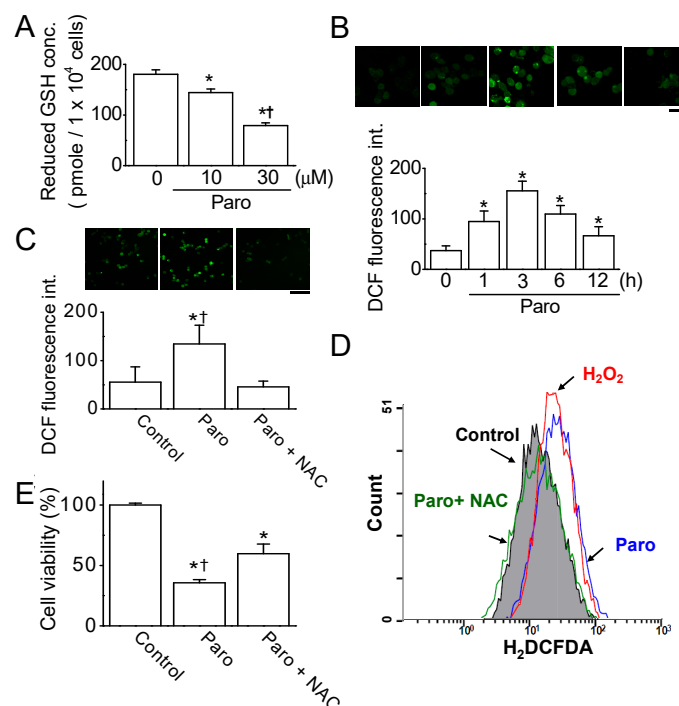 A
Reduced GSH conc.
( pmole / 1 x 10⁴ cells)
200
100
0
*
*†
0 10 30 (μM)
Paro
B
DCF fluorescence int.
200
100
0
* * * *
0 1 3 6 12 (h)
Paro
C
DCF fluorescence int.
200
100
0
*†
Control
Paro
Paro + NAC
D
Count
51
0
H₂O₂
Control
Paro+ NAC
Paro
10⁰ 10¹ 10² 10³
H₂DCFDA
E
Cell viability (%)
100
50
0
*†
*
Control
Paro
Paro + NAC